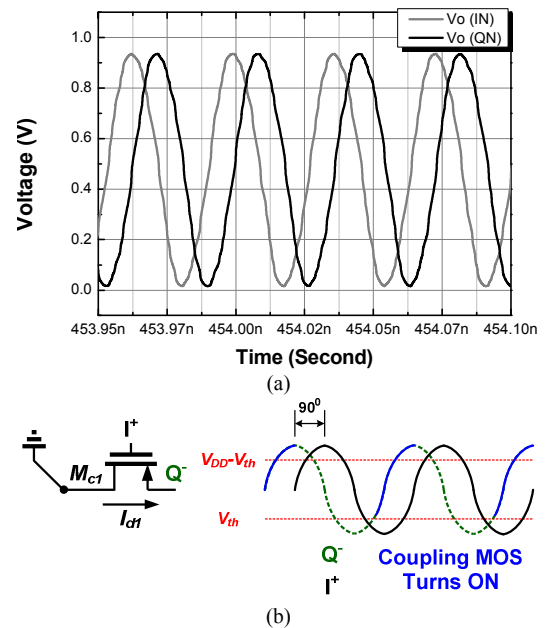 Vo (IN)
Vo (QN)
1.0
0.8
0.6
0.4
0.2
0.0
Voltage (V)
453.95n 453.97n 454.00n 454.02n 454.05n 454.07n 454.10n
Time (Second)
(a)
I+
Q-
Mc1
Id1
90⁰
VDD-Vth
Vth
Q-
I+
Coupling MOS
Turns ON
(b)